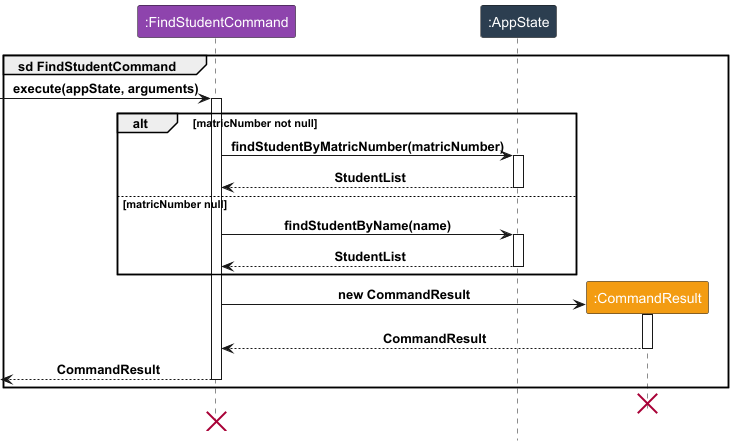 :FindStudentCommand
:AppState
sd FindStudentCommand
execute(appState, arguments)
alt
[matricNumber not null]
findStudentByMatricNumber(matricNumber)
StudentList
[matricNumber null]
findStudentByName(name)
StudentList
new CommandResult
:CommandResult
CommandResult
CommandResult